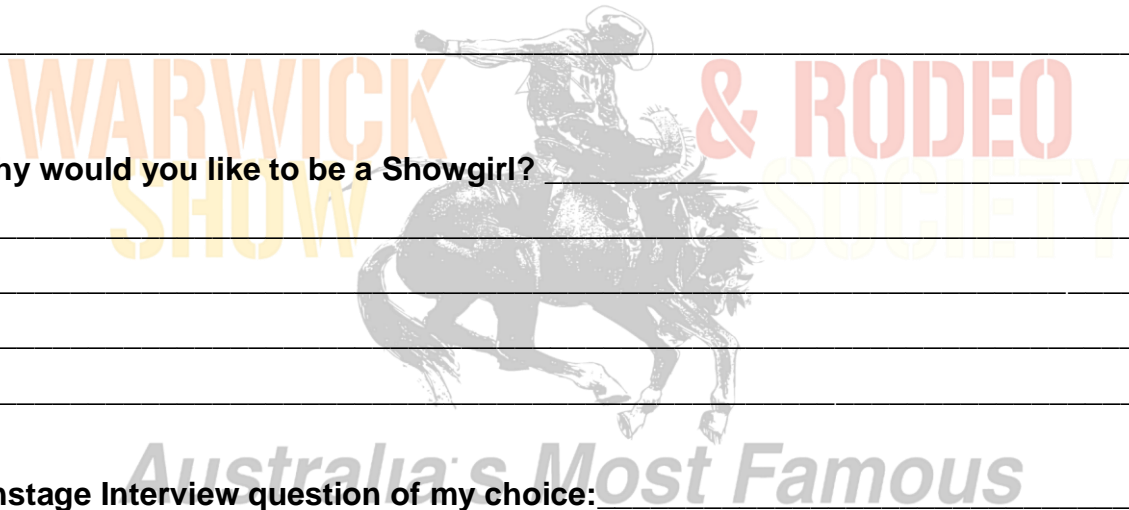 WARWICK & RODEO
ny would you like to be a Showgirl?
SHOW SOCIETY
Australia's Most Famous
nstage Interview question of my choice: